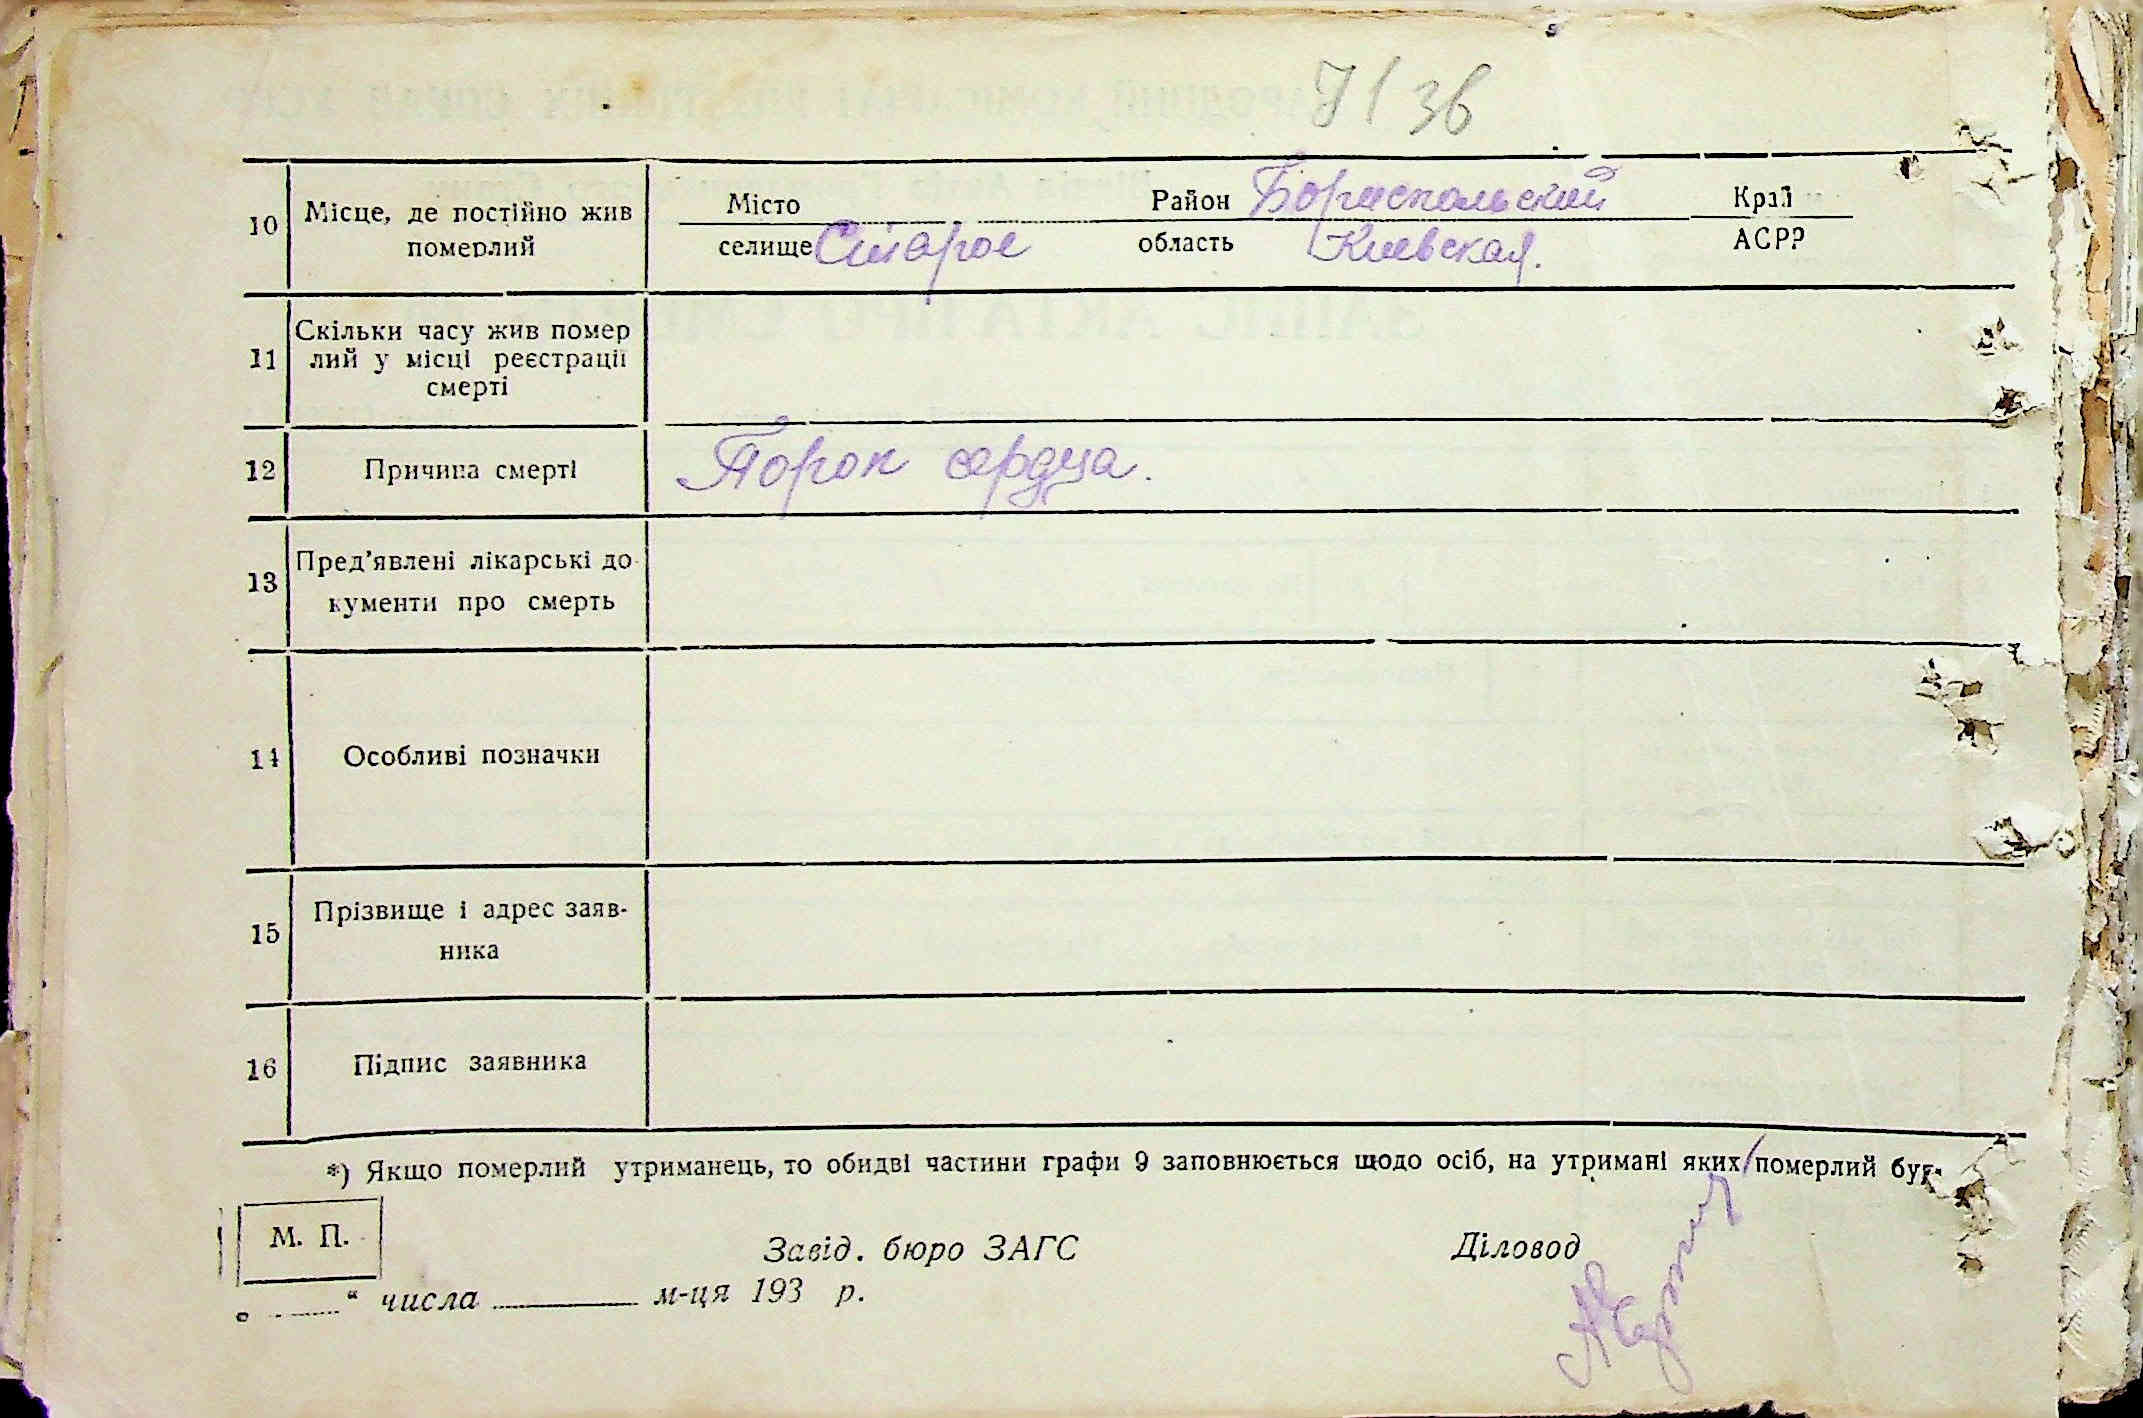 7/36
10 Місце, де постійно жив Місто Район Бориспольский Край
померлий селище Старое область Киевская. АСР?
11 Скільки часу жив помер
лий у місці реєстрації
смерті
12 Причина смерті Порок сердца.
13 Пред'явлені лікарські до
кументи про смерть
14 Особливі позначки
15 Прізвище і адрес заяв-
ника
16 Підпис заявника
*) Якщо померлий утриманець, то обидві частини графи 9 заповнюється щодо осіб, на утримані яких померлий був.
М. П.
Завід. бюро ЗАГС Діловод
„ ...... “ числа ............ м-ця 193 р.